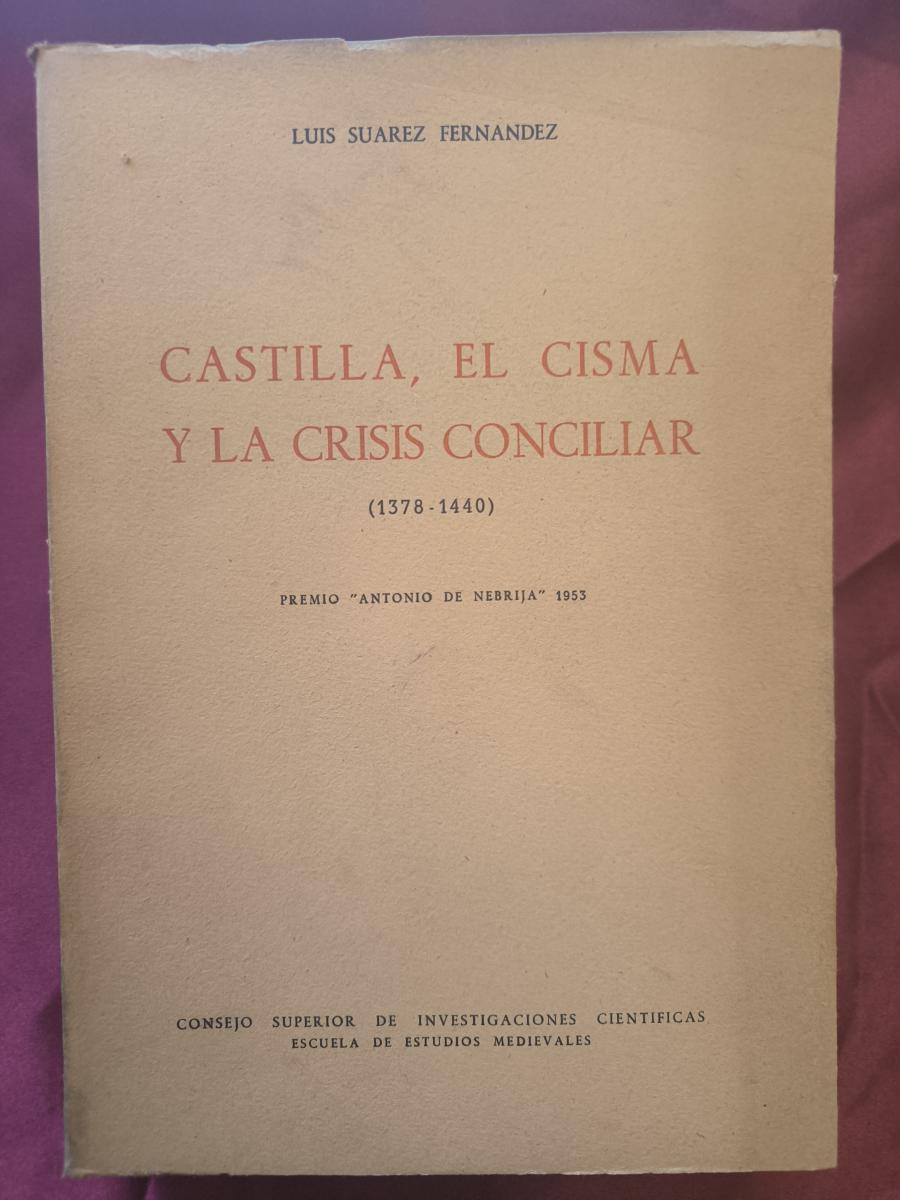 LUIS SUAREZ FERNANDEZ
CASTILLA, EL CISMA
Y LA CRISIS CONCILIAR
(1378-1440)
PREMIO "ANTONIO DE NEBRIJA" 1953
CONSEJO SUPERIOR DE INVESTIGACIONES CIENTIFICAS
ESCUELA DE ESTUDIOS MEDIEVALES